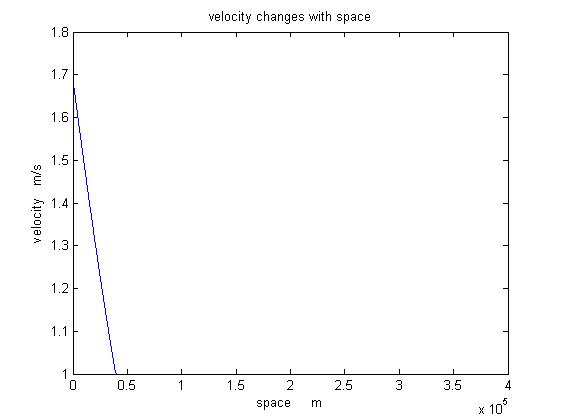 velocity changes with space
1.8
1.7
1.6
1.5
1.4
1.3
1.2
1.1
1
velocity m/s
0 0.5 1 1.5 2 2.5 3 3.5 4
x 10^5
space m